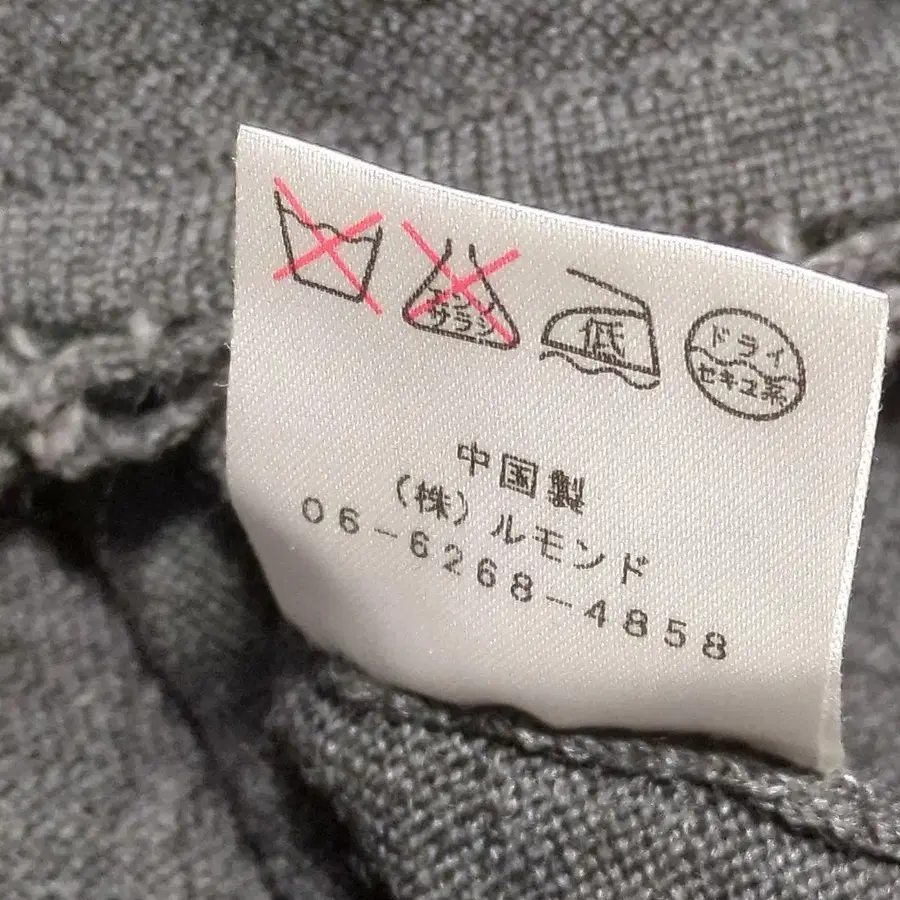 エンソ
サラシ
低
ドライ
セキユ系
中国製
（株）ルモンド
06-6268-4858